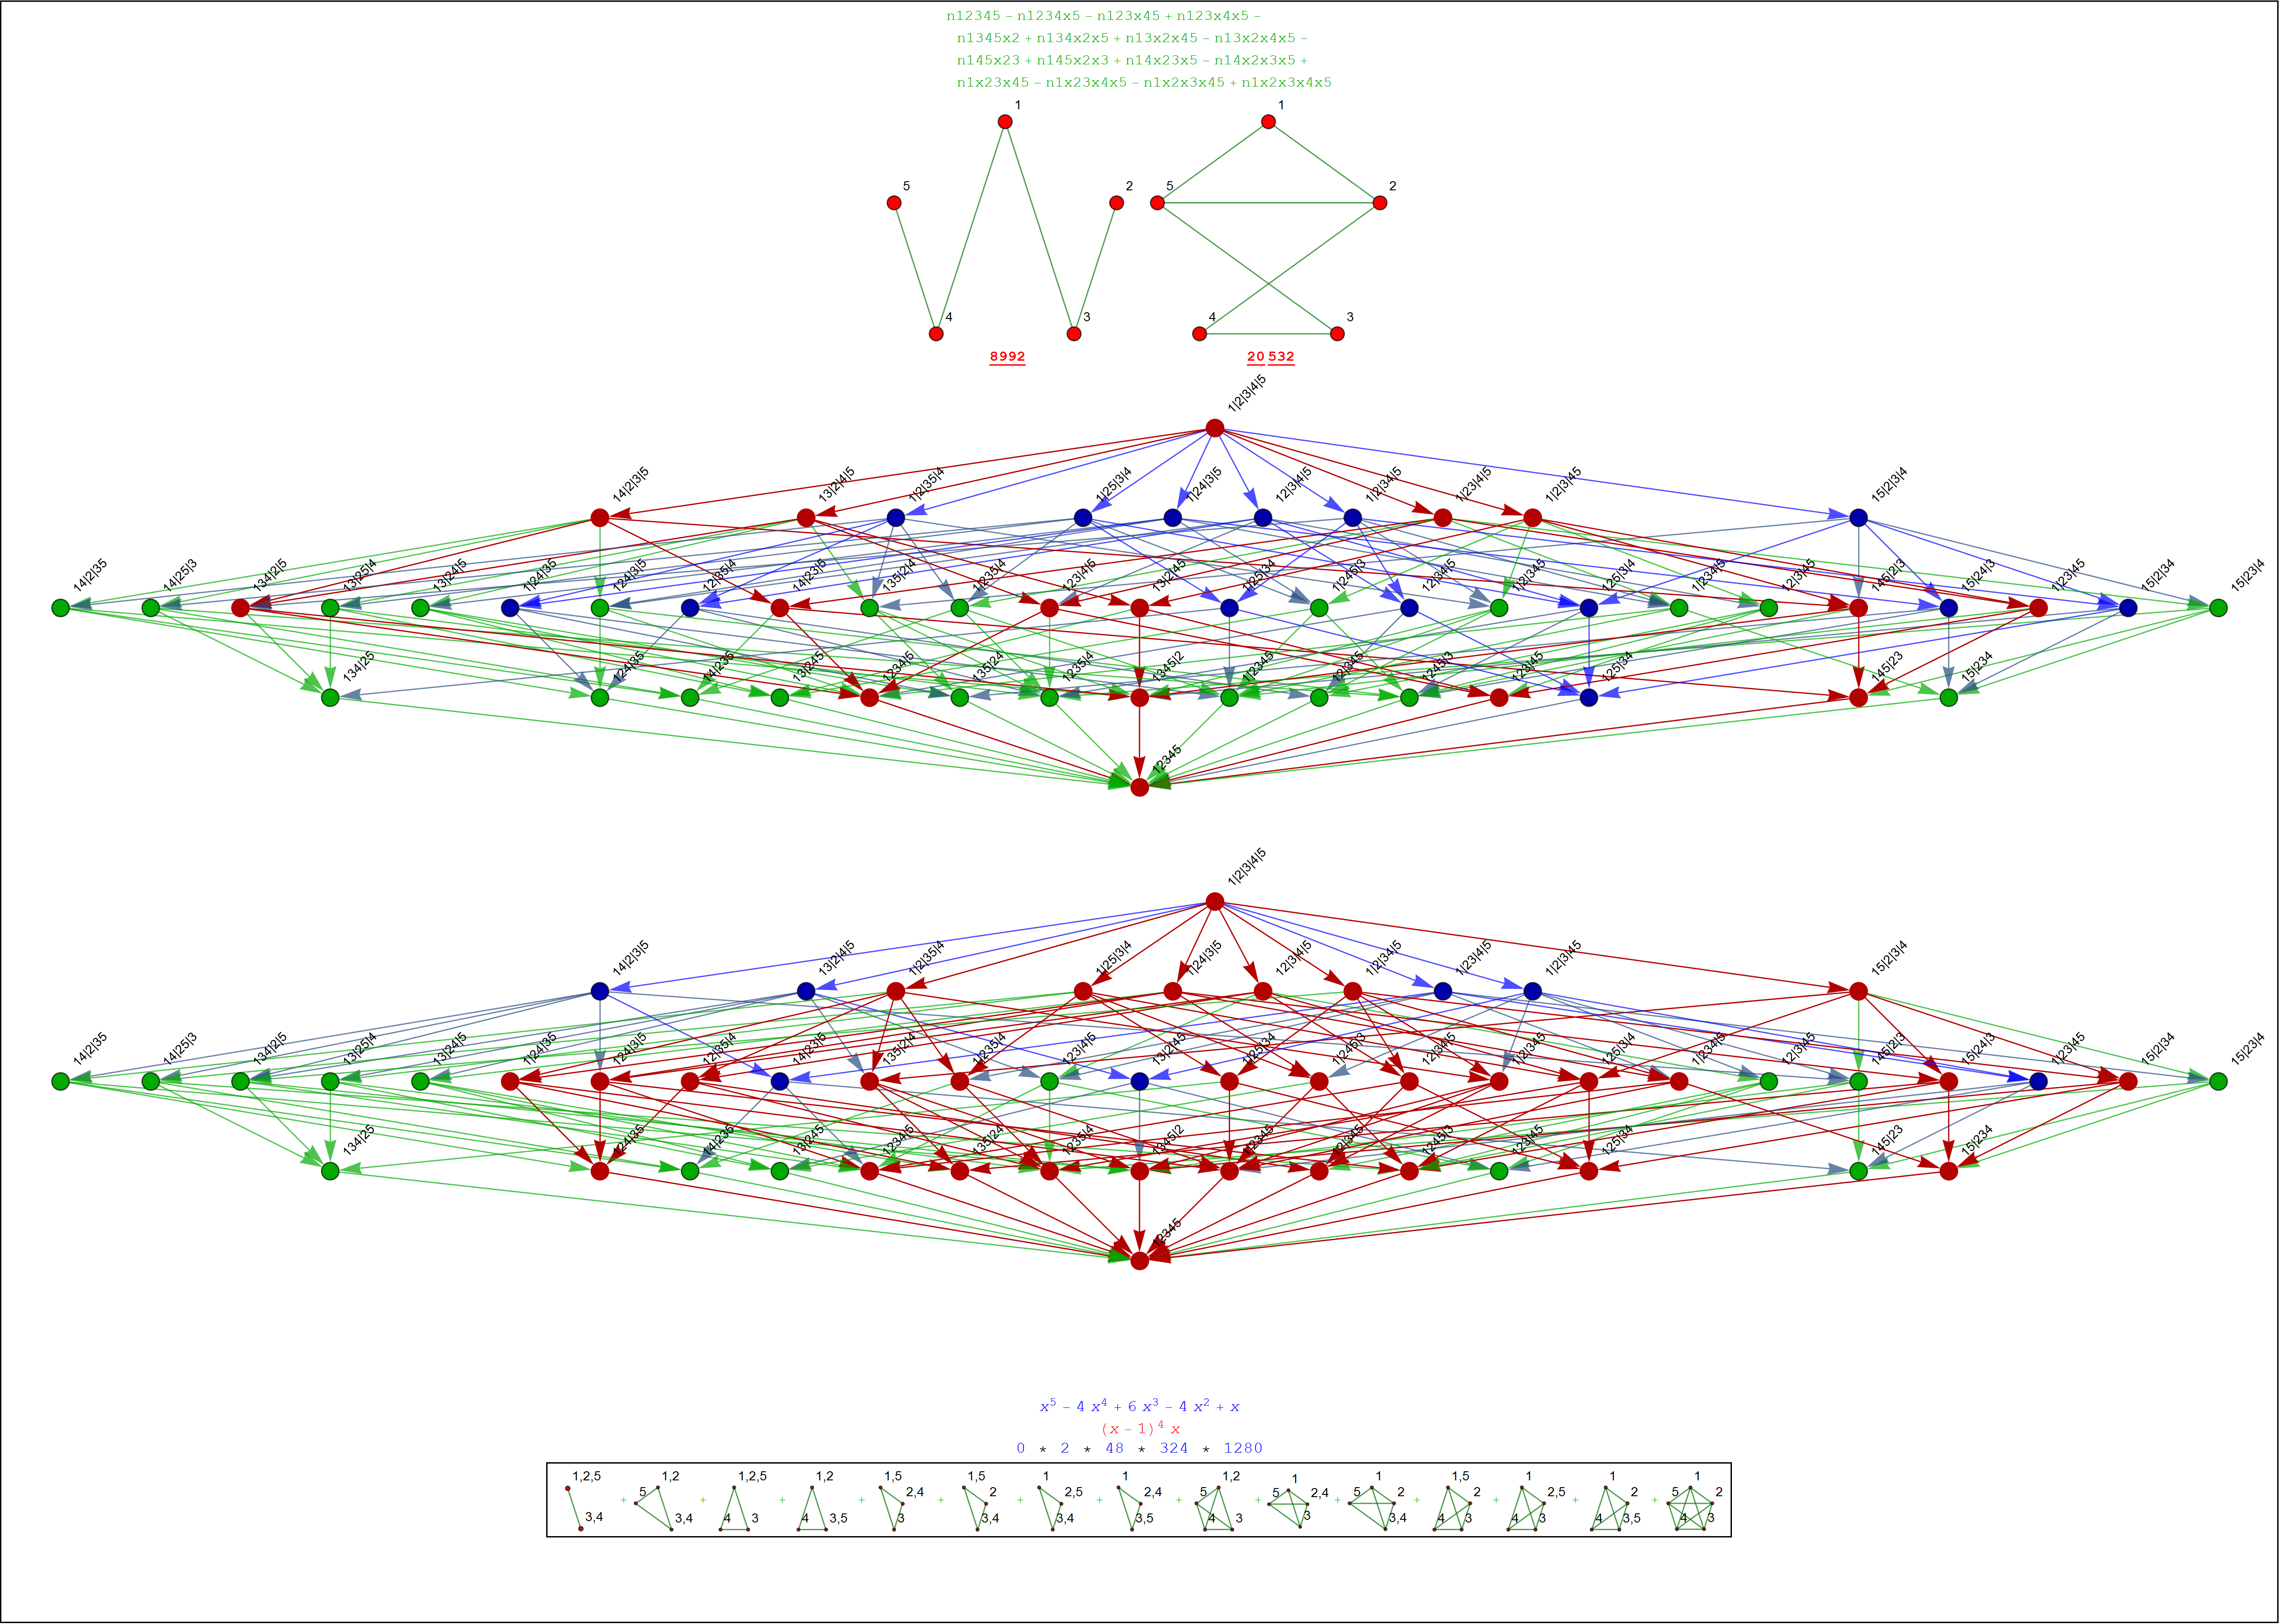 n12345 – n1234x5 – n123x45 + n123x4x5 –
n1345x2 + n134x2x5 + n13x2x45 – n13x2x4x5 –
n145x23 + n145x2x3 + n14x23x5 – n14x2x3x5 +
n1x23x45 – n1x23x4x5 – n1x2x3x45 + n1x2x3x4x5
1 1
5 2 5 2
4 3 4 3
8992 20 532
1|2|3|4|5
14|2|3|5 13|2|4|5 1|2|35|4 1|25|3|4 1|24|3|5 12|3|4|5 1|2|34|5 1|23|4|5 1|2|3|45 15|2|3|4
14|2|35 14|25|3 134|2|5 13|25|4 13|24|5 1|24|35 124|3|5 12|35|4 14|23|5 135|2|4 1|235|4 123|4|5 13|2|45 1|25|34 1|245|3 12|34|5 1|2|345 125|3|4 1|234|5 12|3|45 145|2|3 15|24|3 1|23|45 15|2|34 15|23|4
134|25 124|35 14|235 13|245 1234|5 135|24 1235|4 1345|2 1|2345 12|345 1245|3 123|45 125|34 145|23 15|234
12345
1|2|3|4|5
14|2|3|5 13|2|4|5 1|2|35|4 1|25|3|4 1|24|3|5 12|3|4|5 1|2|34|5 1|23|4|5 1|2|3|45 15|2|3|4
14|2|35 14|25|3 134|2|5 13|25|4 13|24|5 1|24|35 124|3|5 12|35|4 14|23|5 135|2|4 1|235|4 123|4|5 13|2|45 1|25|34 1|245|3 12|34|5 1|2|345 125|3|4 1|234|5 12|3|45 145|2|3 15|24|3 1|23|45 15|2|34 15|23|4
134|25 124|35 14|235 13|245 1234|5 135|24 1235|4 1345|2 1|2345 12|345 1245|3 123|45 125|34 145|23 15|234
12345
x^5 – 4 x^4 + 6 x^3 – 4 x^2 + x
(x – 1)^4 x
0 * 2 * 48 * 324 * 1280
1,2,5 3,4 + 1,2 5 3,4 + 1,2,5 4 3 + 1,2 4 3,5 + 1,5 2,4 3 + 1,5 2 3,4 + 1 2,5 3,4 + 1 2,4 3,5 + 1,2 5 4 3 + 1 5 2,4 3 + 1 5 2 3,4 + 1,5 2 4 3 + 1 2,5 4 3 + 1 2 4 3,5 + 1 5 2 4 3